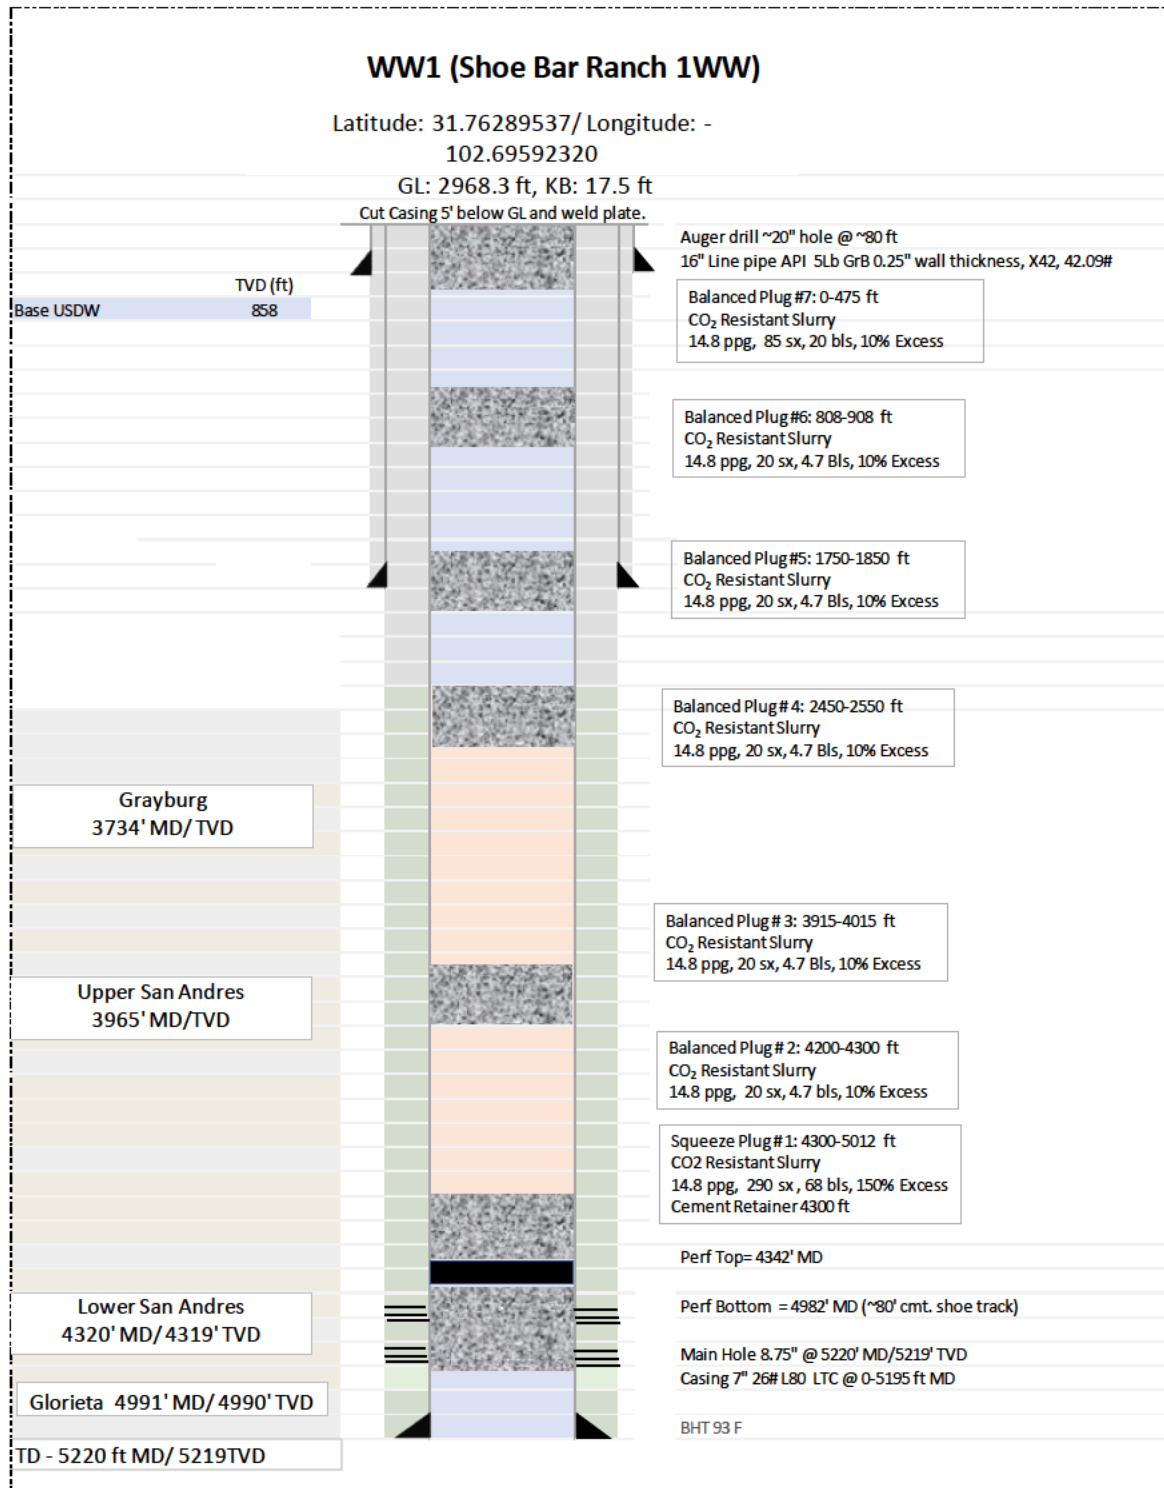 WW1 (Shoe Bar Ranch 1WW)
Latitude: 31.76289537/ Longitude: -
102.69592320
GL: 2968.3 ft, KB: 17.5 ft
Cut Casing 5' below GL and weld plate.
Auger drill ~20" hole @ ~80 ft
16" Line pipe API 5Lb GrB 0.25" wall thickness, X42, 42.09#
TVD (ft)
Base USDW 858
Balanced Plug #7: 0-475 ft
CO₂ Resistant Slurry
14.8 ppg, 85 sx, 20 bls, 10% Excess
Balanced Plug #6: 808-908 ft
CO₂ Resistant Slurry
14.8 ppg, 20 sx, 4.7 Bls, 10% Excess
Balanced Plug #5: 1750-1850 ft
CO₂ Resistant Slurry
14.8 ppg, 20 sx, 4.7 Bls, 10% Excess
Balanced Plug # 4: 2450-2550 ft
CO₂ Resistant Slurry
14.8 ppg, 20 sx, 4.7 Bls, 10% Excess
Grayburg
3734' MD/ TVD
Balanced Plug # 3: 3915-4015 ft
CO₂ Resistant Slurry
14.8 ppg, 20 sx, 4.7 Bls, 10% Excess
Upper San Andres
3965' MD/TVD
Balanced Plug # 2: 4200-4300 ft
CO₂ Resistant Slurry
14.8 ppg, 20 sx, 4.7 bls, 10% Excess
Squeeze Plug # 1: 4300-5012 ft
CO2 Resistant Slurry
14.8 ppg, 290 sx , 68 bls, 150% Excess
Cement Retainer 4300 ft
Perf Top= 4342' MD
Lower San Andres
4320' MD/ 4319' TVD
Perf Bottom = 4982' MD (~80' cmt. shoe track)
Main Hole 8.75" @ 5220' MD/5219' TVD
Casing 7" 26# L80 LTC @ 0-5195 ft MD
Glorieta 4991' MD/ 4990' TVD
BHT 93 F
TD - 5220 ft MD/ 5219TVD